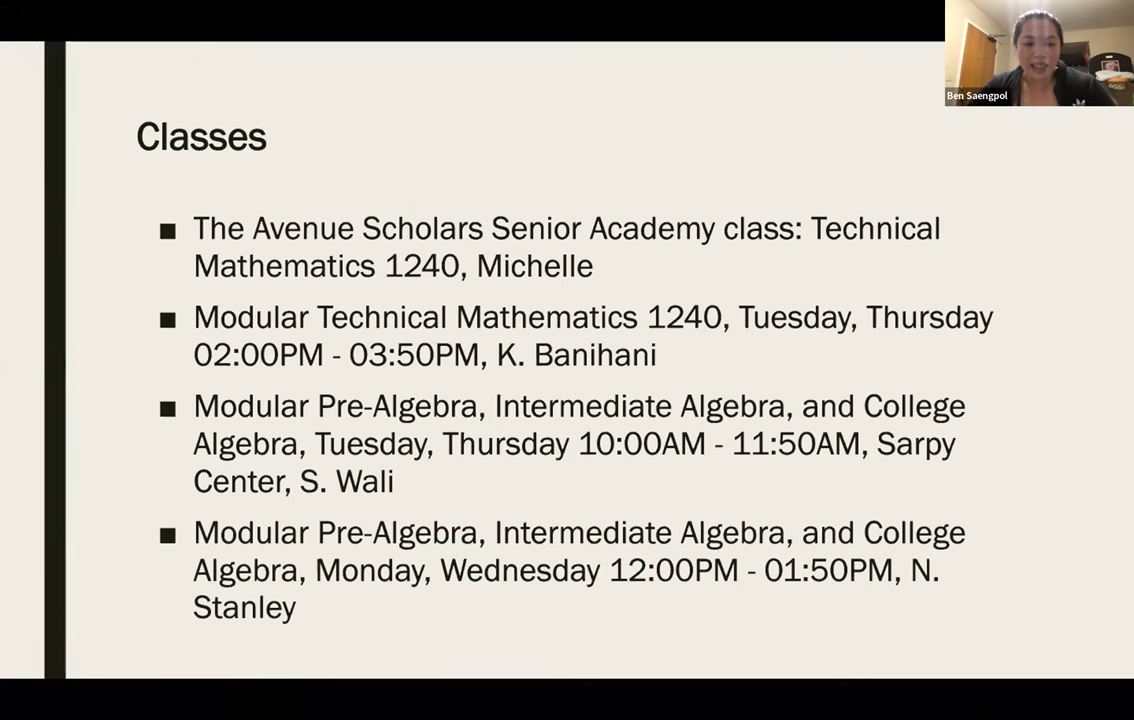 Ben Saengpol
Classes
■ The Avenue Scholars Senior Academy class: Technical
Mathematics 1240, Michelle
■ Modular Technical Mathematics 1240, Tuesday, Thursday
02:00PM - 03:50PM, K. Banihani
■ Modular Pre-Algebra, Intermediate Algebra, and College
Algebra, Tuesday, Thursday 10:00AM - 11:50AM, Sarpy
Center, S. Wali
■ Modular Pre-Algebra, Intermediate Algebra, and College
Algebra, Monday, Wednesday 12:00PM - 01:50PM, N.
Stanley